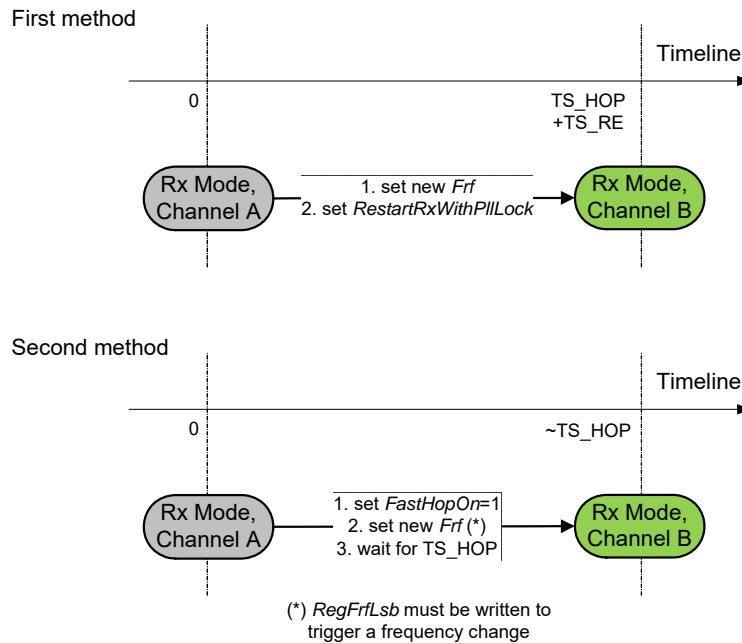 First method
Timeline
0
TS_HOP
+TS_RE
Rx Mode,
Channel A
1. set new Frf
2. set RestartRxWithPllLock
Rx Mode,
Channel B
Second method
Timeline
0
~TS_HOP
Rx Mode,
Channel A
1. set FastHopOn=1
2. set new Frf (*)
3. wait for TS_HOP
Rx Mode,
Channel B
(*) RegFrfLsb must be written to
trigger a frequency change